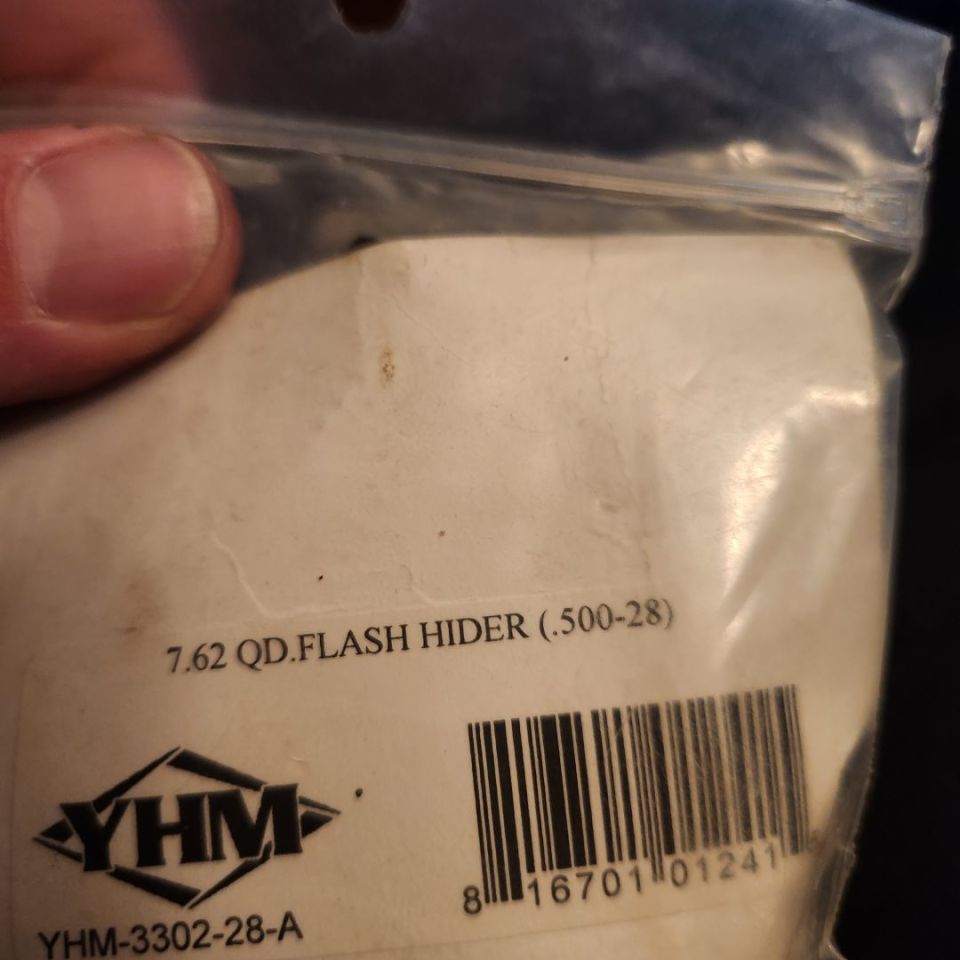 7.62 QD.FLASH HIDER (.500-28)
YHM
8 16701 01241
YHM-3302-28-A